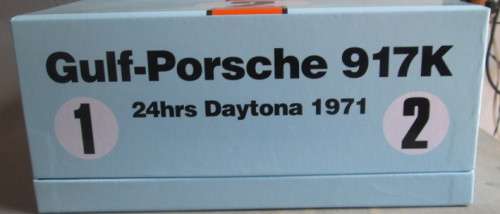 Gulf-Porsche 917K
24hrs Daytona 1971
1
2